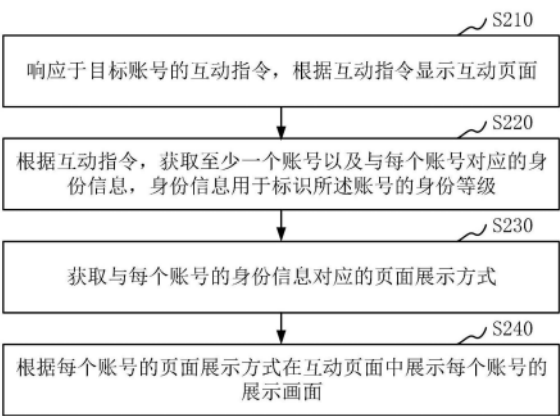 S210
响应于目标账号的互动指令，根据互动指令显示互动页面
S220
根据互动指令，获取至少一个账号以及与每个账号对应的身
份信息，身份信息用于标识所述账号的身份等级
S230
获取与每个账号的身份信息对应的页面展示方式
S240
根据每个账号的页面展示方式在互动页面中展示每个账号的
展示画面